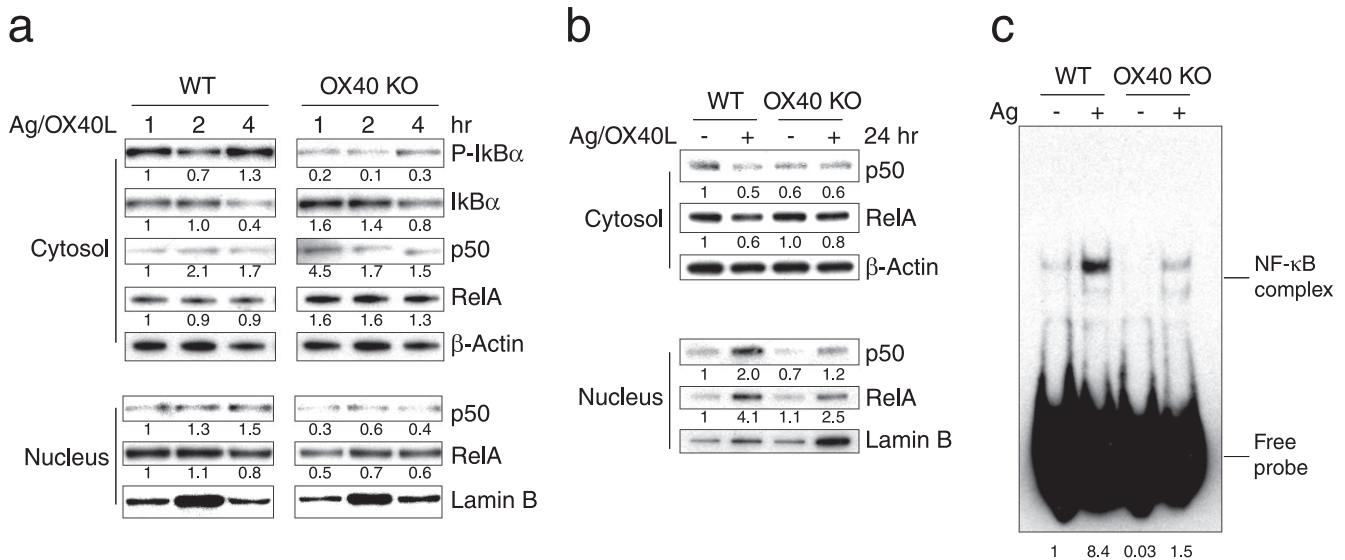 a
WT OX40 KO
Ag/OX40L 1 2 4 1 2 4 hr
P-IkBα
1 0.7 1.3 0.2 0.1 0.3
IkBα
1 1.0 0.4 1.6 1.4 0.8
Cytosol
p50
1 2.1 1.7 4.5 1.7 1.5
RelA
1 0.9 0.9 1.6 1.6 1.3
β-Actin
p50
1 1.3 1.5 0.3 0.6 0.4
Nucleus
RelA
1 1.1 0.8 0.5 0.7 0.6
Lamin B
b
WT OX40 KO
Ag/OX40L - + - + 24 hr
p50
1 0.5 0.6 0.6
Cytosol
RelA
1 0.6 1.0 0.8
β-Actin
p50
1 2.0 0.7 1.2
Nucleus
RelA
1 4.1 1.1 2.5
Lamin B
c
WT OX40 KO
Ag - + - +
NF-κB
complex
Free
probe
1 8.4 0.03 1.5